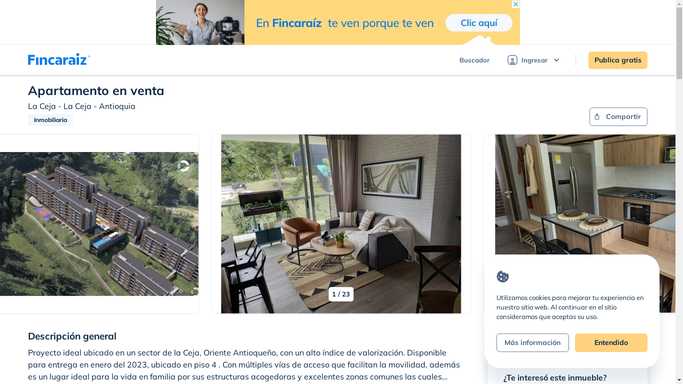 En Fincaraíz te ven porque te ven
Clic aquí
Fincaraíz
Buscador
Ingresar
Publica gratis
Apartamento en venta
La Ceja - La Ceja - Antioquia
Inmobiliaria
Compartir
1 / 23
Utilizamos cookies para mejorar tu experiencia en
nuestro sitio web. Al continuar en el sitio
consideramos que aceptas su uso.
Más información
Entendido
Descripción general
Proyecto ideal ubicado en un sector de la Ceja, Oriente Antioqueño, con un alto índice de valorización. Disponible
para entrega en enero del 2023, ubicado en piso 4 . Con múltiples vías de acceso que facilitan la movilidad, además
es un lugar ideal para la vida en familia por sus estructuras acogedoras y excelentes zonas comunes las cuales...
¿Te interesó este inmueble?